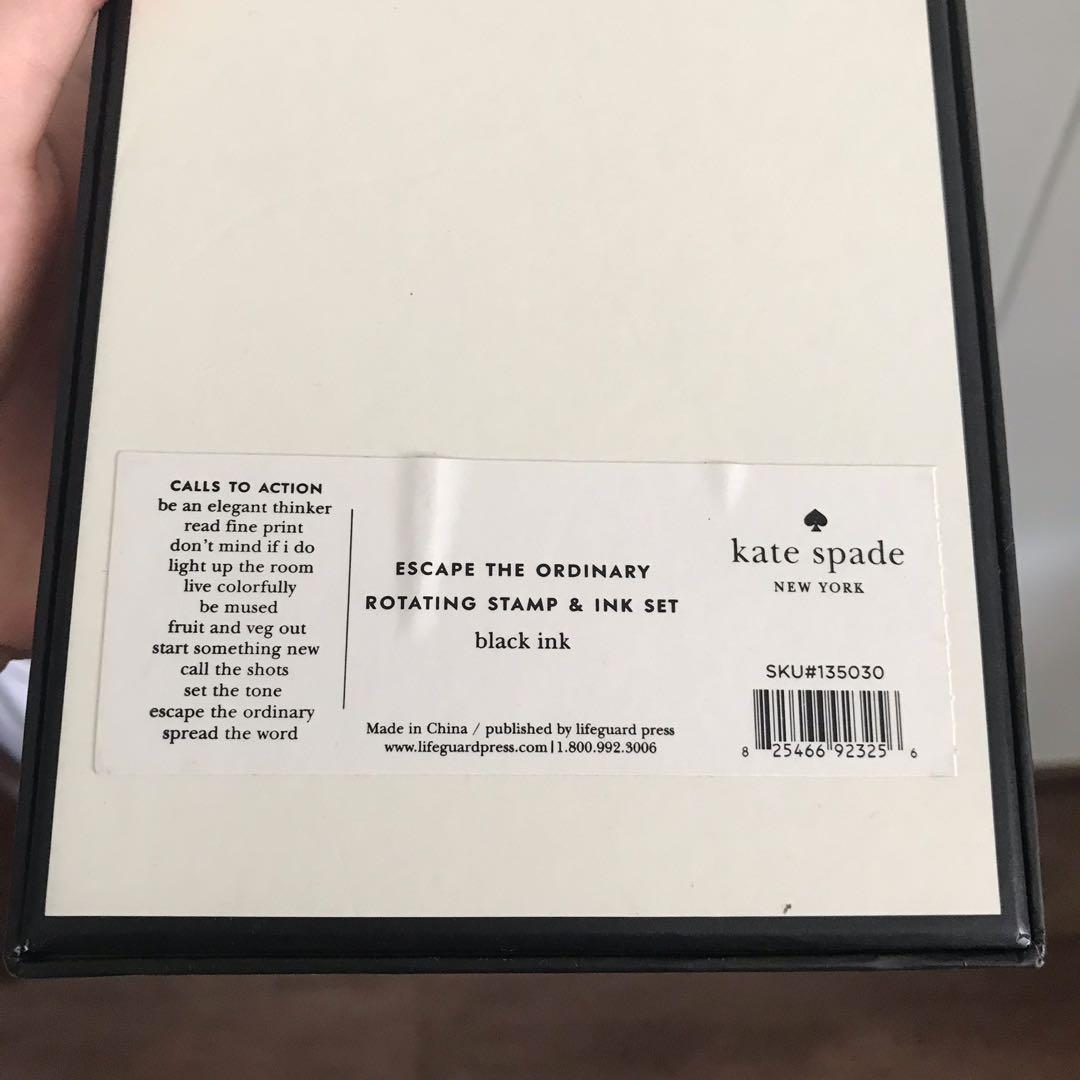 CALLS TO ACTION
be an elegant thinker
read fine print
don't mind if i do
light up the room
live colorfully
be mused
fruit and veg out
start something new
call the shots
set the tone
escape the ordinary
spread the word
ESCAPE THE ORDINARY
ROTATING STAMP & INK SET
black ink
Made in China / published by lifeguard press
www.lifeguardpress.com | 1.800.992.3006
kate spade
NEW YORK
SKU#135030
8 25466 92325 6